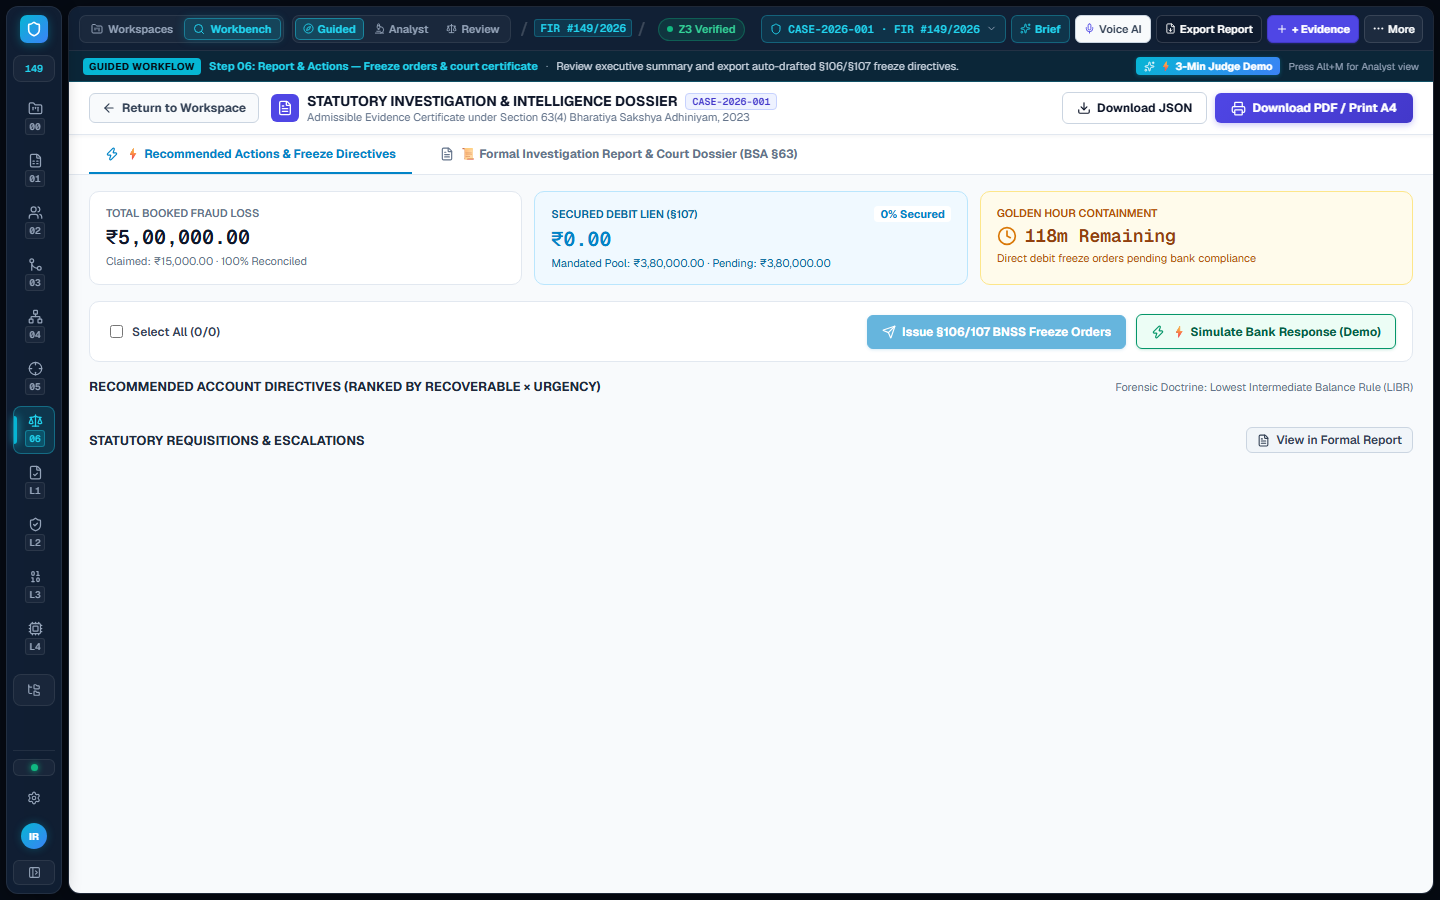 Workspaces
Workbench
Guided
Analyst
Review
/
FIR #149/2026
/
Z3 Verified
CASE-2026-001 · FIR #149/2026
Brief
Voice AI
Export Report
+ Evidence
More
GUIDED WORKFLOW
Step 06: Report & Actions — Freeze orders & court certificate · Review executive summary and export auto-drafted §106/§107 freeze directives.
3-Min Judge Demo
Press Alt+M for Analyst view
149
00
01
02
03
04
05
06
L1
L2
L3
L4
IR
Return to Workspace
STATUTORY INVESTIGATION & INTELLIGENCE DOSSIER
CASE-2026-001
Admissible Evidence Certificate under Section 63(4) Bharatiya Sakshya Adhiniyam, 2023
Download JSON
Download PDF / Print A4
Recommended Actions & Freeze Directives
Formal Investigation Report & Court Dossier (BSA §63)
TOTAL BOOKED FRAUD LOSS
₹5,00,000.00
Claimed: ₹15,000.00 · 100% Reconciled
SECURED DEBIT LIEN (§107)
0% Secured
₹0.00
Mandated Pool: ₹3,80,000.00 · Pending: ₹3,80,000.00
GOLDEN HOUR CONTAINMENT
118m Remaining
Direct debit freeze orders pending bank compliance
Select All (0/0)
Issue §106/107 BNSS Freeze Orders
Simulate Bank Response (Demo)
RECOMMENDED ACCOUNT DIRECTIVES (RANKED BY RECOVERABLE × URGENCY)
Forensic Doctrine: Lowest Intermediate Balance Rule (LIBR)
STATUTORY REQUISITIONS & ESCALATIONS
View in Formal Report